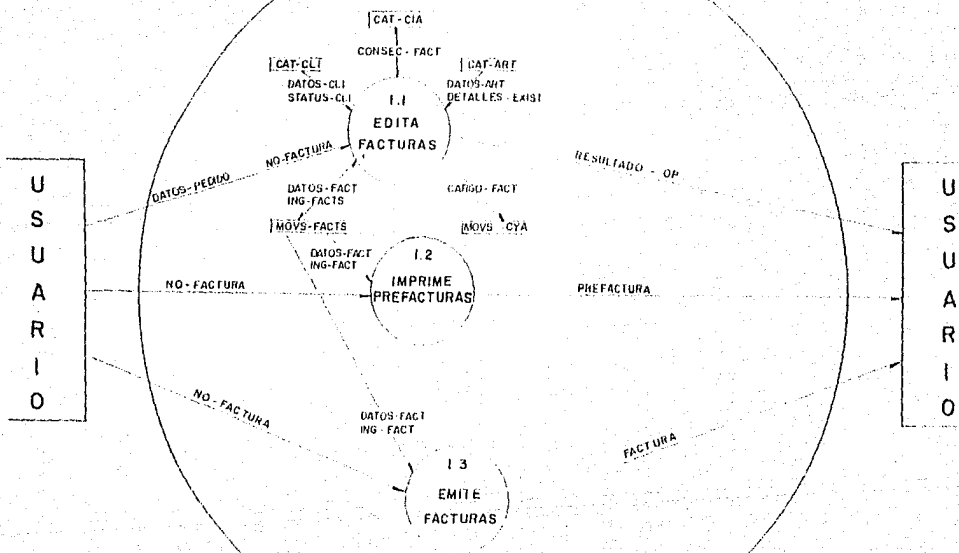 CAT-CIA
CONSEC-FACT
CAT-CLI
CAT-ART
DATOS-CLI
STATUS-CLI
DATOS-ART
DETALLES-EXIST
1.1
EDITA
FACTURAS
DATOS-PEDIDO
NO-FACTURA
RESULTADO-OP
DATOS-FACT
ING-FACTS
CARGO-FACT
MOVS-FACTS
MOVS-CYA
DATOS-FACT
ING-FACT
1.2
IMPRIME
PREFACTURAS
NO-FACTURA
PREFACTURA
NO-FACTURA
DATOS-FACT
ING-FACT
FACTURA
1.3
EMITE
FACTURAS
USUARIO
USUARIO